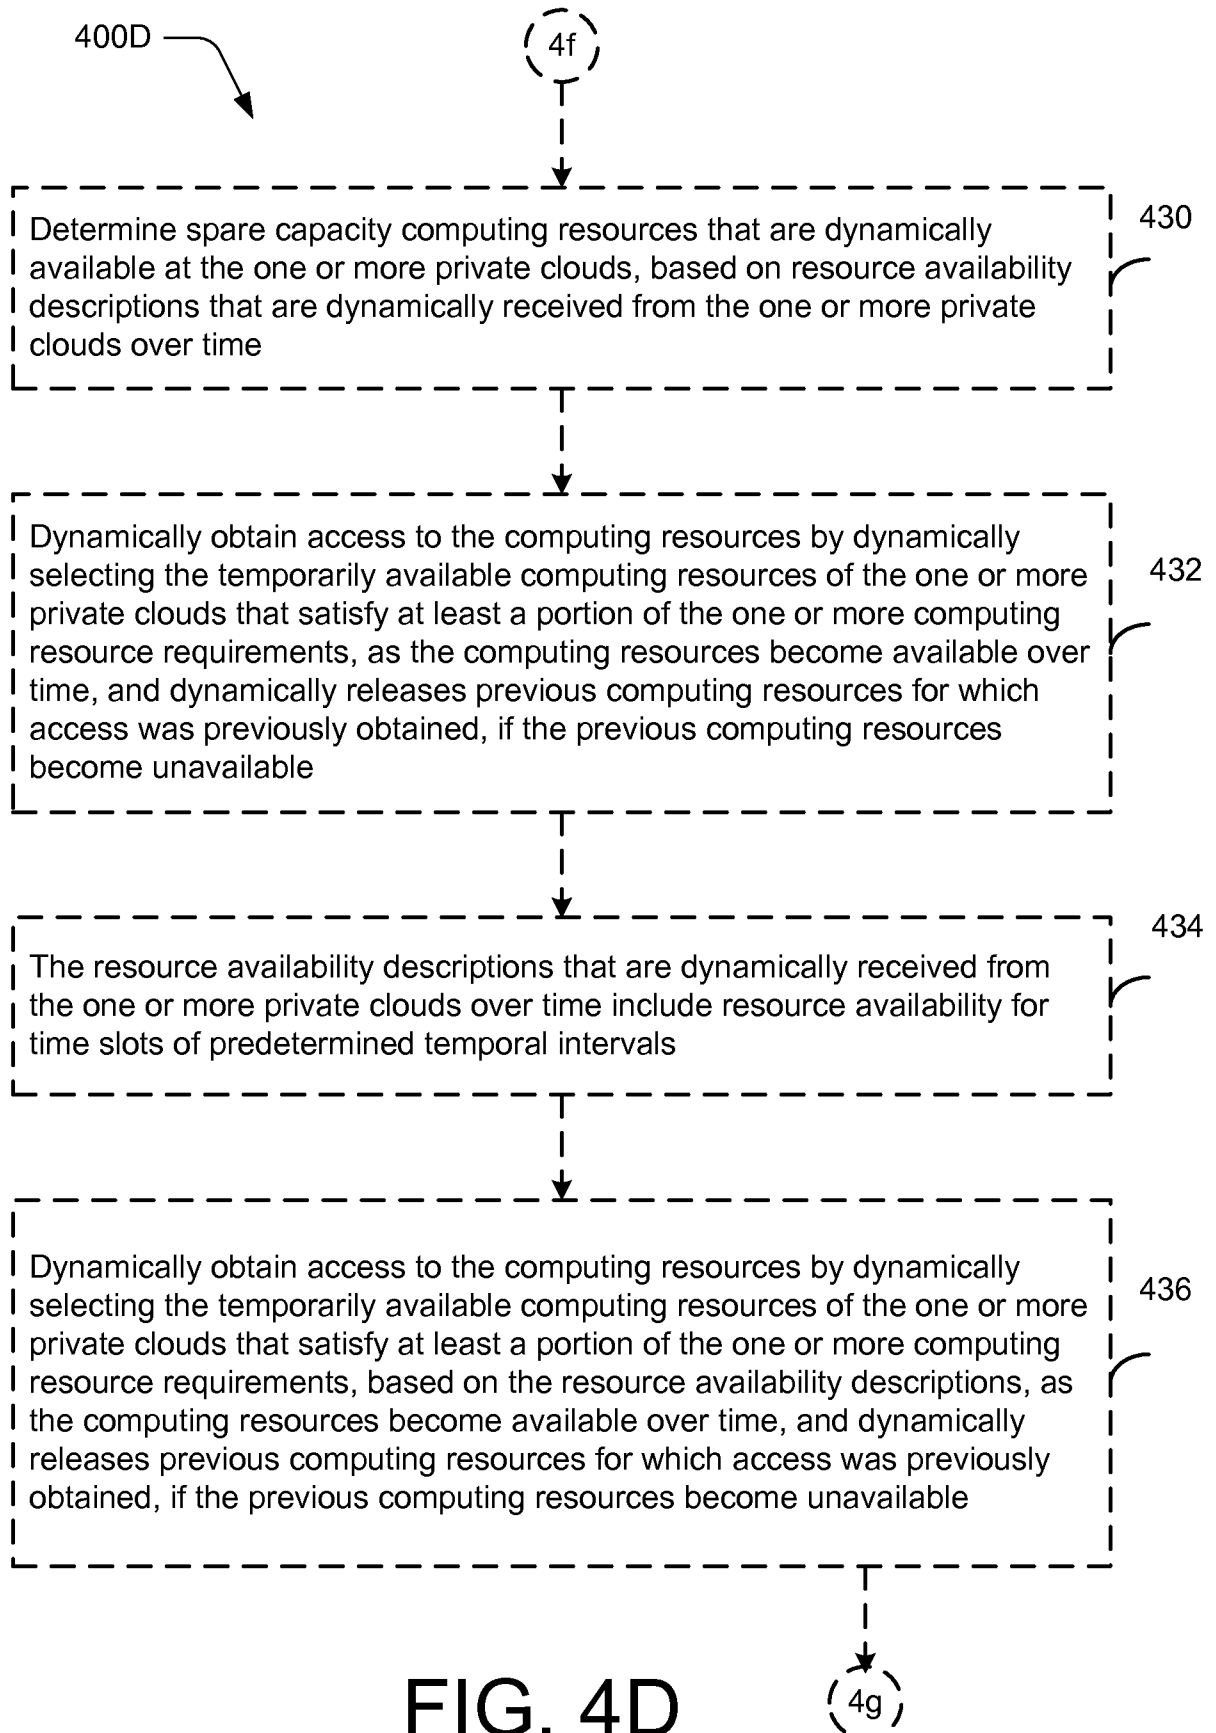 400D
4f
430
Determine spare capacity computing resources that are dynamically
available at the one or more private clouds, based on resource availability
descriptions that are dynamically received from the one or more private
clouds over time
432
Dynamically obtain access to the computing resources by dynamically
selecting the temporarily available computing resources of the one or more
private clouds that satisfy at least a portion of the one or more computing
resource requirements, as the computing resources become available over
time, and dynamically releases previous computing resources for which
access was previously obtained, if the previous computing resources
become unavailable
434
The resource availability descriptions that are dynamically received from
the one or more private clouds over time include resource availability for
time slots of predetermined temporal intervals
436
Dynamically obtain access to the computing resources by dynamically
selecting the temporarily available computing resources of the one or more
private clouds that satisfy at least a portion of the one or more computing
resource requirements, based on the resource availability descriptions, as
the computing resources become available over time, and dynamically
releases previous computing resources for which access was previously
obtained, if the previous computing resources become unavailable
FIG. 4D
4g